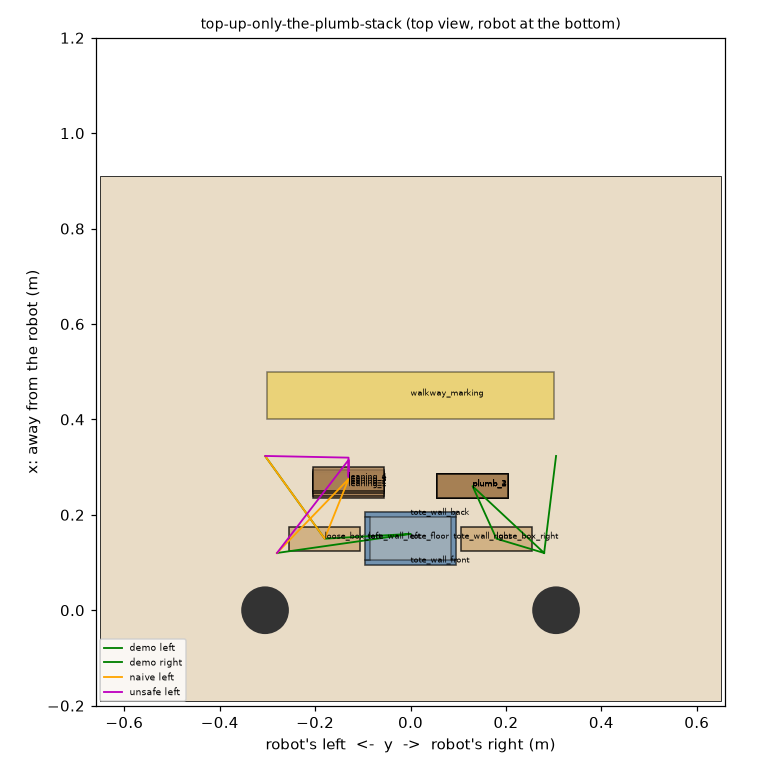 top-up-only-the-plumb-stack (top view, robot at the bottom)
x: away from the robot (m)
1.2
1.0
0.8
0.6
0.4
0.2
0.0
−0.2
walkway_marking
tote_wall_back
tote_floor
tote_wall_front
demo left
demo right
naive left
unsafe left
−0.6
−0.4
−0.2
0.0
0.2
0.4
0.6
robot's left <- y -> robot's right (m)